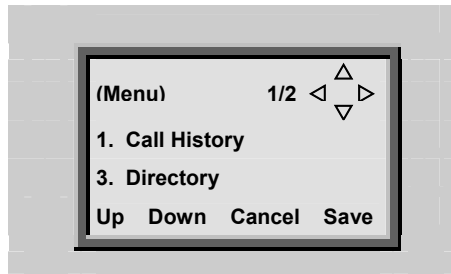 (Menu) 1/2
1. Call History
3. Directory
Up Down Cancel Save